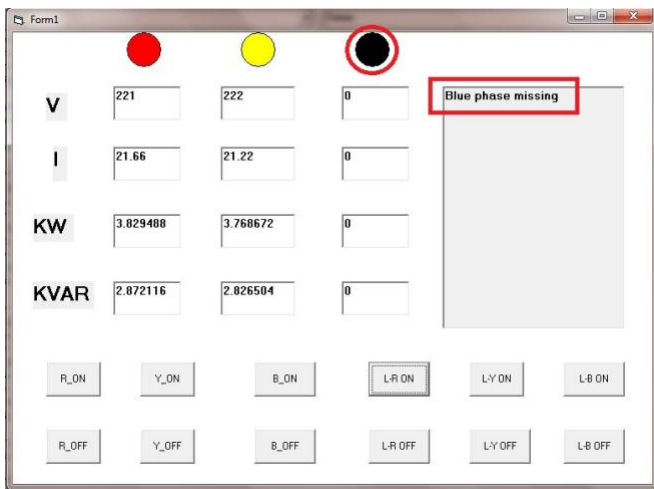 Form1
V 221 222 0 Blue phase missing
I 21.66 21.22 0
KW 3.829488 3.768672 0
KVAR 2.872116 2.826504 0
R_ON Y_ON B_ON L-R ON L-Y ON L-B ON
R_OFF Y_OFF B_OFF L-R OFF L-Y OFF L-B OFF